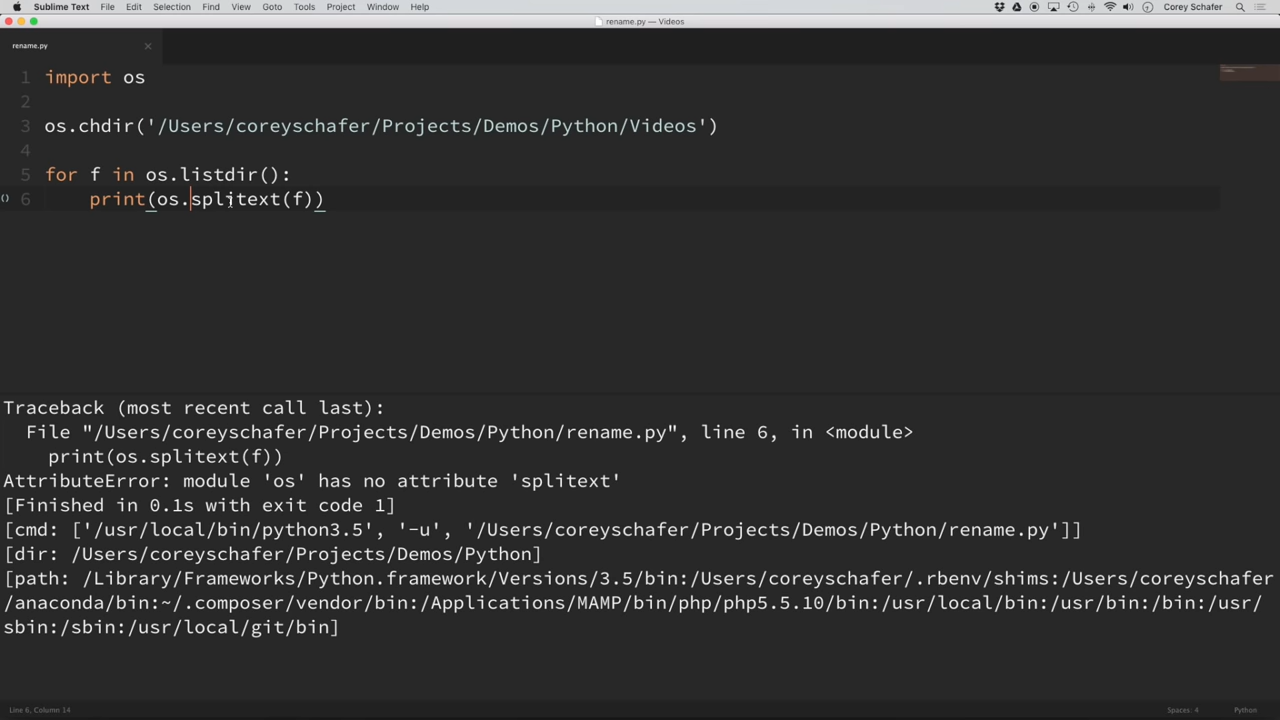 Sublime Text File Edit Selection Find View Goto Tools Project Window Help Corey Schafer
rename.py — Videos
rename.py
1 import os
2
3 os.chdir('/Users/coreyschafer/Projects/Demos/Python/Videos')
4
5 for f in os.listdir():
6 print(os.splitext(f))
Traceback (most recent call last):
File "/Users/coreyschafer/Projects/Demos/Python/rename.py", line 6, in <module>
print(os.splitext(f))
AttributeError: module 'os' has no attribute 'splitext'
[Finished in 0.1s with exit code 1]
[cmd: ['/usr/local/bin/python3.5', '-u', '/Users/coreyschafer/Projects/Demos/Python/rename.py']]
[dir: /Users/coreyschafer/Projects/Demos/Python]
[path: /Library/Frameworks/Python.framework/Versions/3.5/bin:/Users/coreyschafer/.rbenv/shims:/Users/coreyschafer
/anaconda/bin:~/.composer/vendor/bin:/Applications/MAMP/bin/php/php5.5.10/bin:/usr/local/bin:/usr/bin:/bin:/usr/
sbin:/sbin:/usr/local/git/bin]
Line 6, Column 14 Spaces: 4 Python